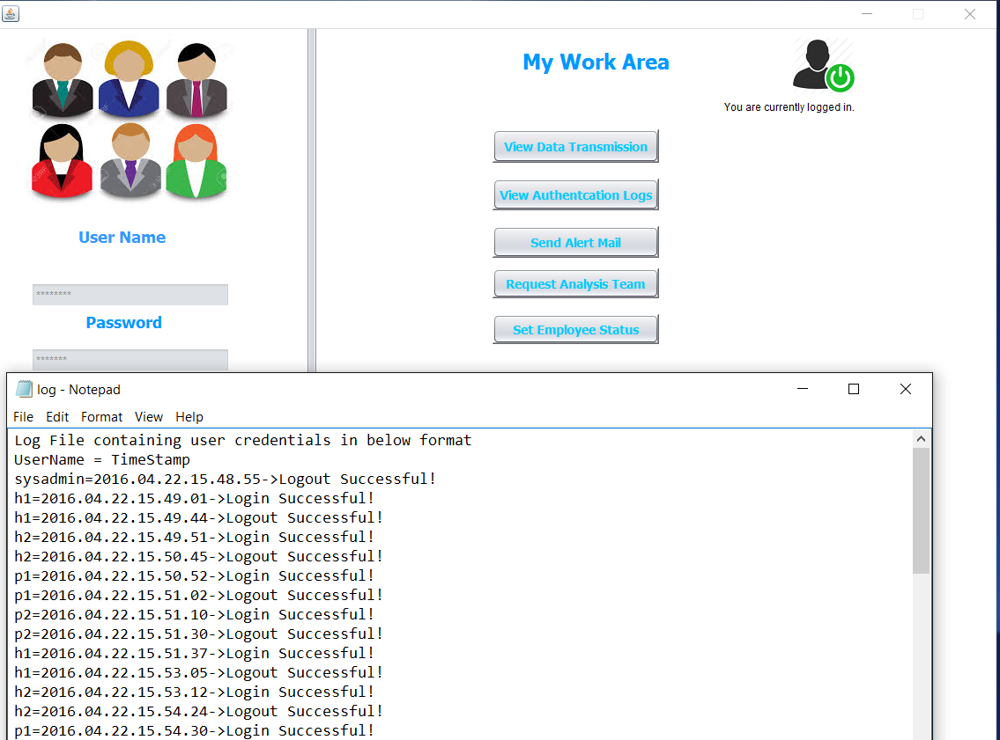 My Work Area
You are currently logged in.
View Data Transmission
View Authentcation Logs
Send Alert Mail
Request Analysis Team
Set Employee Status
User Name
********
Password
*******
log - Notepad
File Edit Format View Help
Log File containing user credentials in below format
UserName = TimeStamp
sysadmin=2016.04.22.15.48.55->Logout Successful!
h1=2016.04.22.15.49.01->Login Successful!
h1=2016.04.22.15.49.44->Logout Successful!
h2=2016.04.22.15.49.51->Login Successful!
h2=2016.04.22.15.50.45->Logout Successful!
p1=2016.04.22.15.50.52->Login Successful!
p1=2016.04.22.15.51.02->Logout Successful!
p2=2016.04.22.15.51.10->Login Successful!
p2=2016.04.22.15.51.30->Logout Successful!
h1=2016.04.22.15.51.37->Login Successful!
h1=2016.04.22.15.53.05->Logout Successful!
h2=2016.04.22.15.53.12->Login Successful!
h2=2016.04.22.15.54.24->Logout Successful!
p1=2016.04.22.15.54.30->Login Successful!